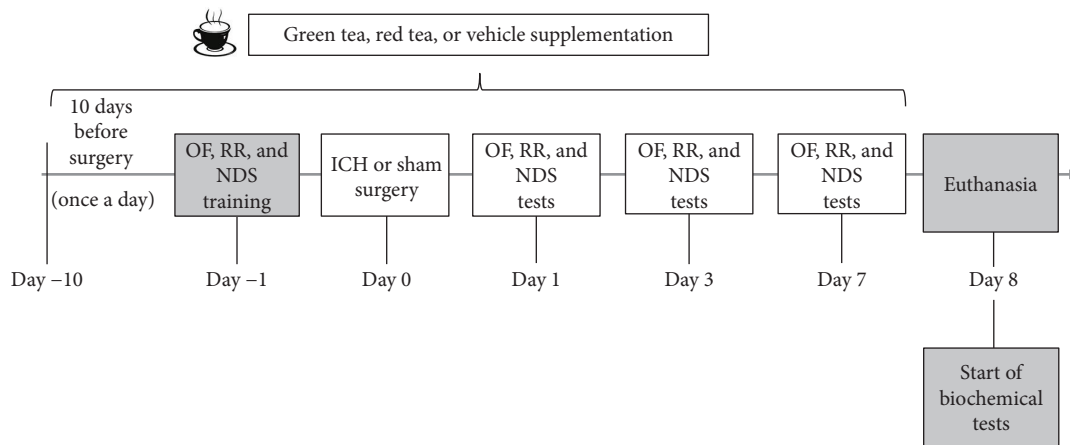 Green tea, red tea, or vehicle supplementation
10 days
before
surgery
(once a day)
OF, RR, and
NDS
training
ICH or sham
surgery
OF, RR, and
NDS
tests
OF, RR, and
NDS
tests
OF, RR, and
NDS
tests
Euthanasia
Day −10
Day −1
Day 0
Day 1
Day 3
Day 7
Day 8
Start of
biochemical
tests